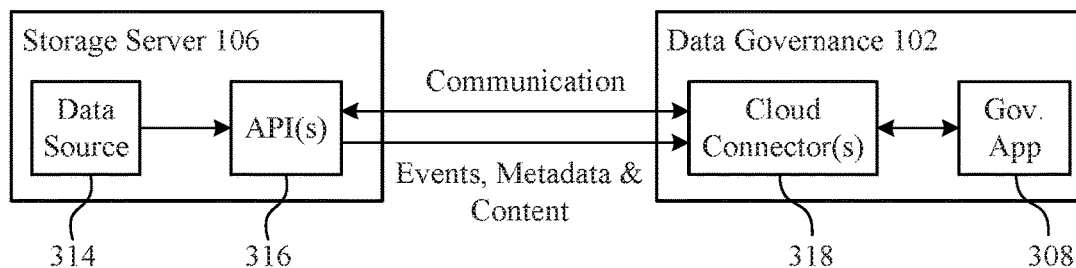 Storage Server 106
Data Governance 102
Communication
Data
Source
API(s)
Cloud
Connector(s)
Gov.
App
Events, Metadata &
Content
314
316
318
308